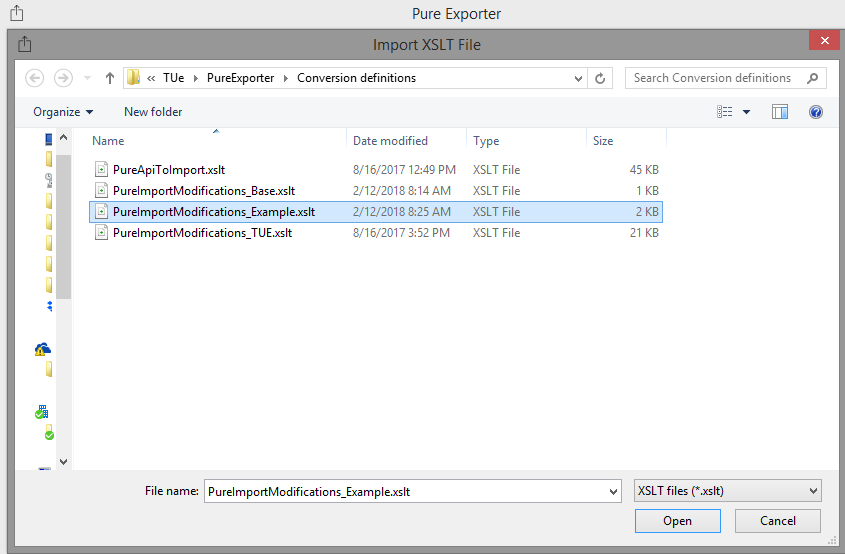 Pure Exporter
Import XSLT File
« TUe PureExporter Conversion definitions Search Conversion definitions
Organize New folder
Name Date modified Type Size
PureApiToImport.xslt 8/16/2017 12:49 PM XSLT File 45 KB
PureImportModifications_Base.xslt 2/12/2018 8:14 AM XSLT File 1 KB
PureImportModifications_Example.xslt 2/12/2018 8:25 AM XSLT File 2 KB
PureImportModifications_TUE.xslt 8/16/2017 3:52 PM XSLT File 21 KB
File name: PureImportModifications_Example.xslt XSLT files (*.xslt)
Open Cancel